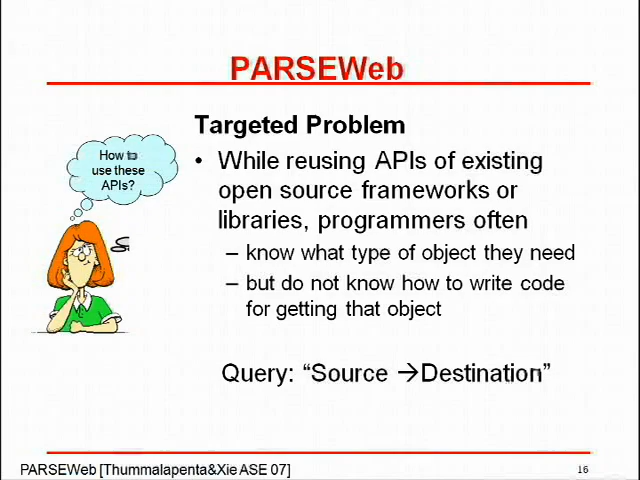 PARSEWeb
Targeted Problem
How to
use these
APIs?
• While reusing APIs of existing
open source frameworks or
libraries, programmers often
– know what type of object they need
– but do not know how to write code
for getting that object
Query: “Source →Destination”
PARSEWeb [Thummalapenta&Xie ASE 07]
16